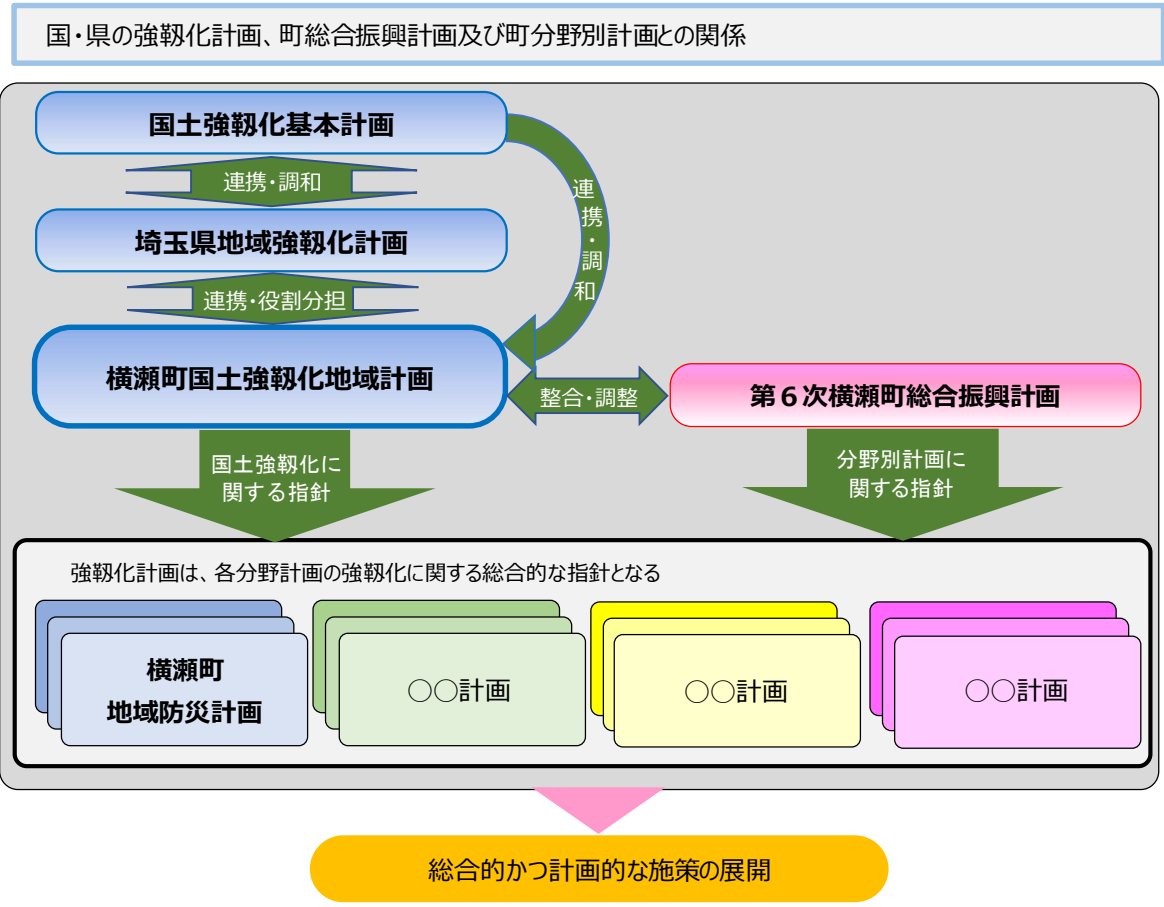 国・県の強靱化計画、町総合振興計画及び町分野別計画との関係
国土強靱化基本計画
連携・調和
連携・調和
埼玉県地域強靱化計画
連携・役割分担
横瀬町国土強靱化地域計画
整合・調整
第６次横瀬町総合振興計画
国土強靱化に
関する指針
分野別計画に
関する指針
強靱化計画は、各分野計画の強靱化に関する総合的な指針となる
横瀬町
地域防災計画
○○計画
○○計画
○○計画
総合的かつ計画的な施策の展開